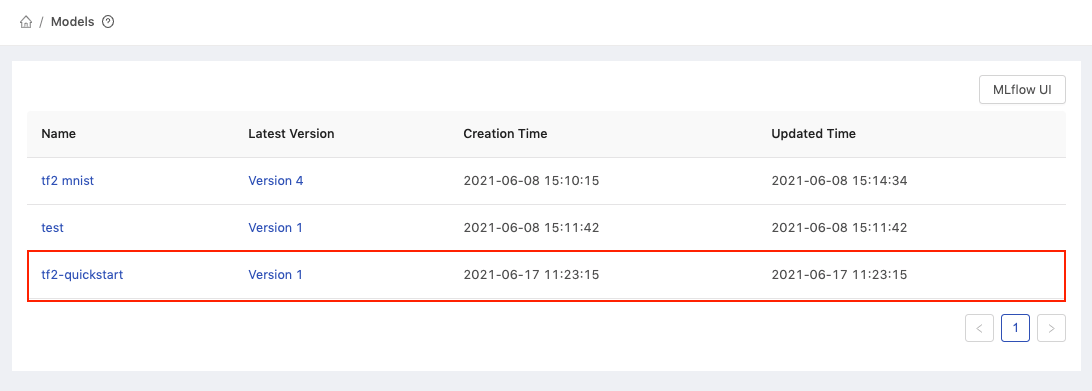 / Models
MLflow UI
Name Latest Version Creation Time Updated Time
tf2 mnist Version 4 2021-06-08 15:10:15 2021-06-08 15:14:34
test Version 1 2021-06-08 15:11:42 2021-06-08 15:11:42
tf2-quickstart Version 1 2021-06-17 11:23:15 2021-06-17 11:23:15
< 1 >